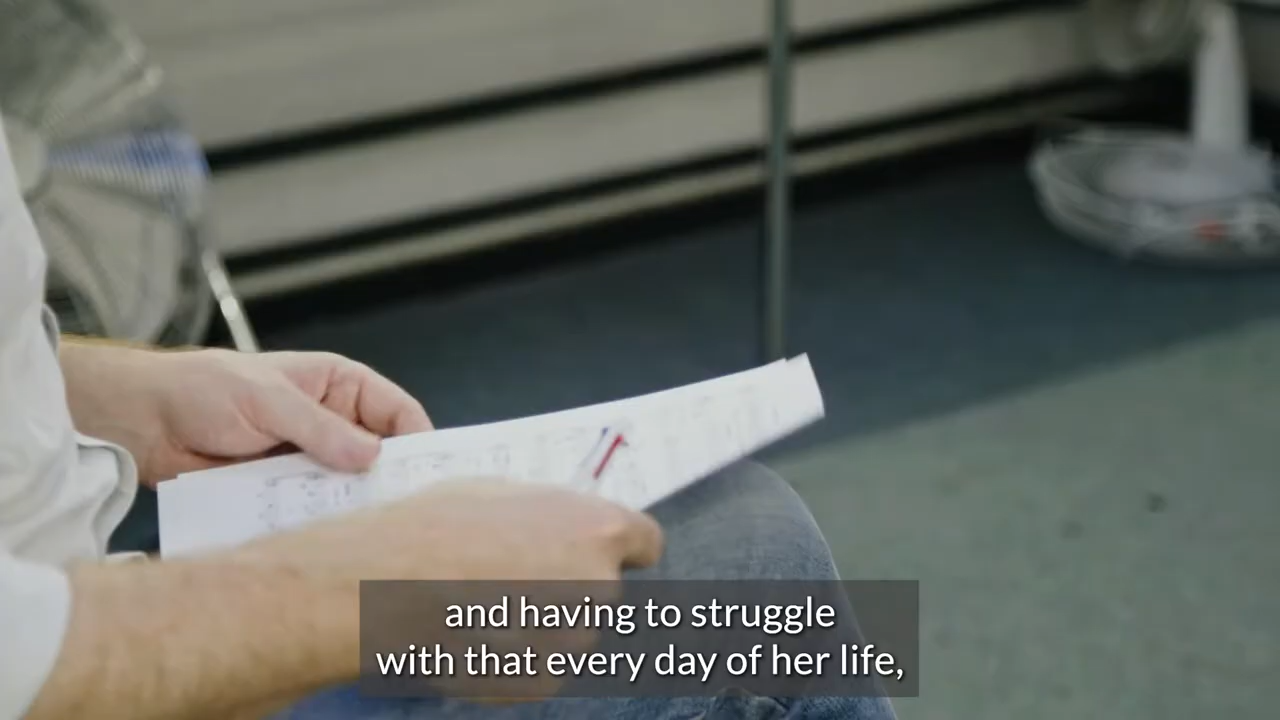 and having to struggle
with that every day of her life,